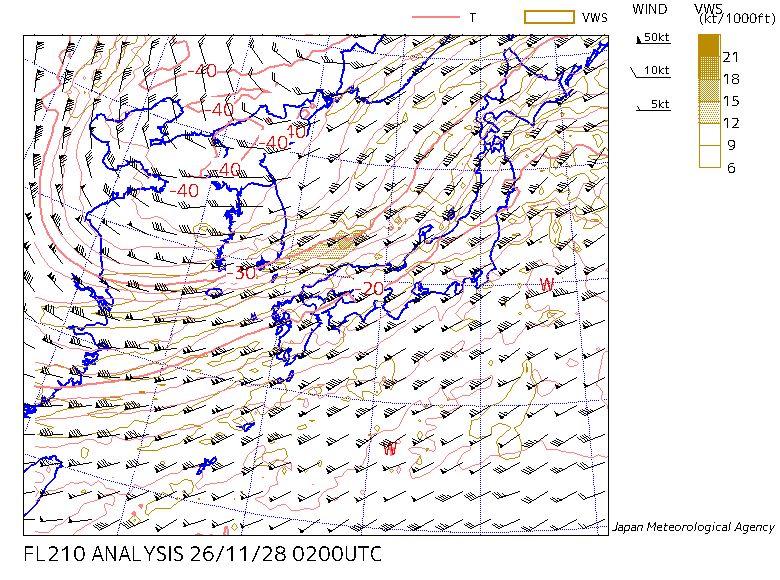 T VWS
WIND VWS
(kt/1000ft)
50kt
10kt
5kt
21
18
15
12
9
6
-40
-40
10
-40
-40
-40
-30
-20
W
W
Japan Meteorological Agency
FL210 ANALYSIS 26/11/28 0200UTC